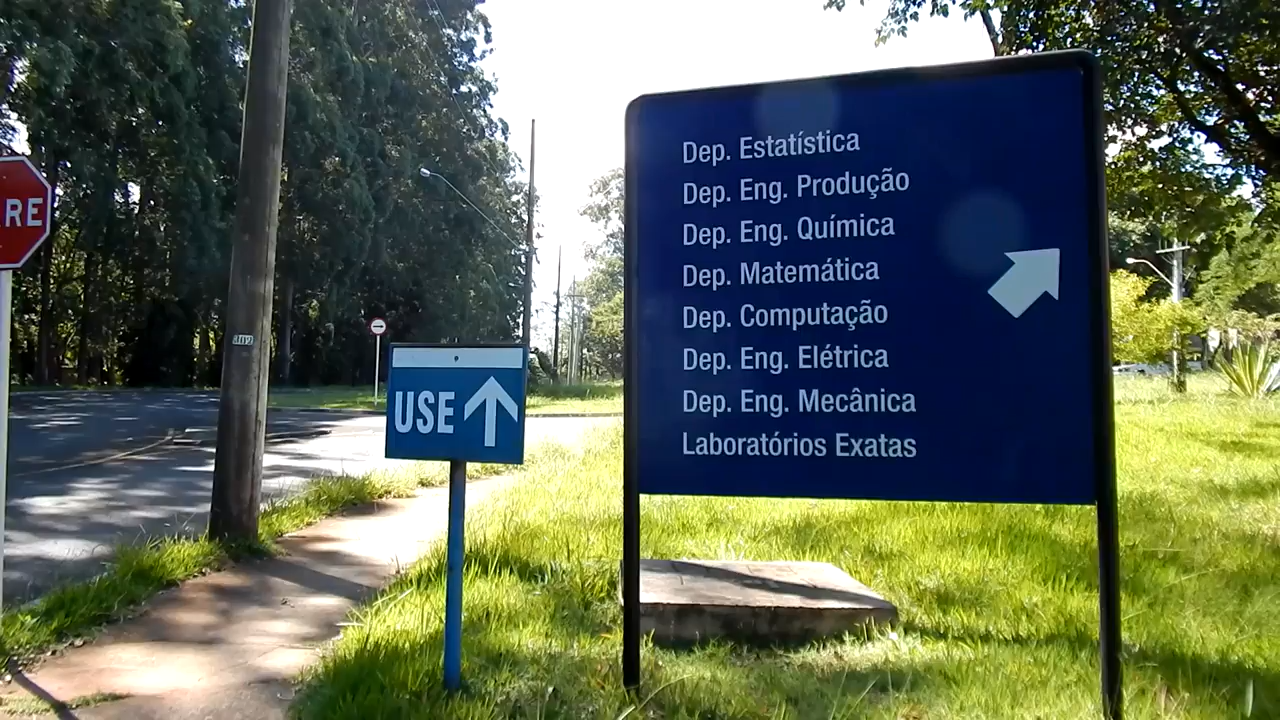 RE
302
USE
Dep. Estatística
Dep. Eng. Produção
Dep. Eng. Química
Dep. Matemática
Dep. Computação
Dep. Eng. Elétrica
Dep. Eng. Mecânica
Laboratórios Exatas